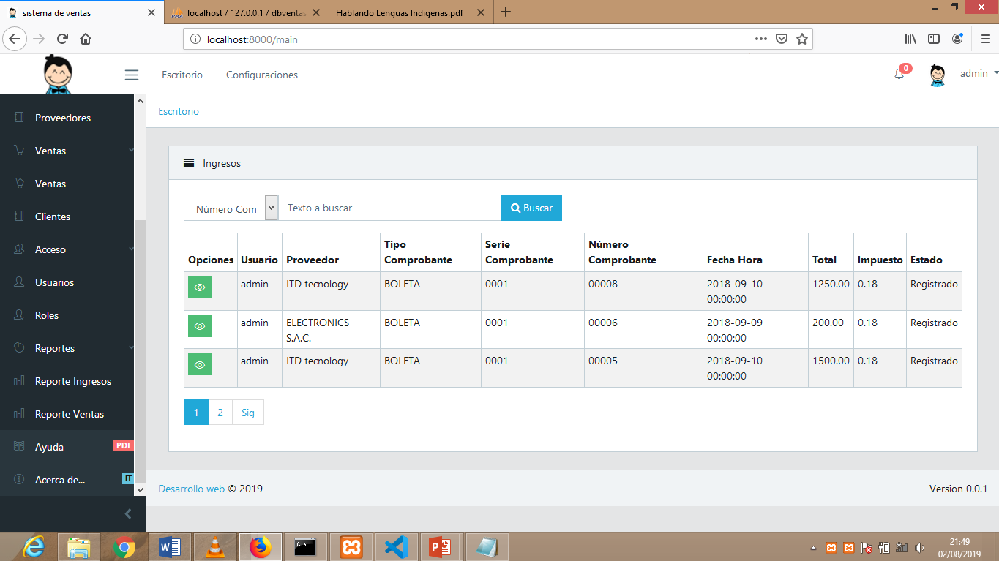 sistema de ventas
localhost / 127.0.0.1 / dbventas
Hablando Lenguas Indigenas.pdf
localhost:8000/main
Escritorio
Configuraciones
0
admin
Proveedores
Ventas
Ventas
Clientes
Acceso
Usuarios
Roles
Reportes
Reporte Ingresos
Reporte Ventas
Ayuda PDF
Acerca de... IT
Escritorio
Ingresos
Número Com
Texto a buscar
Buscar
Opciones Usuario Proveedor Tipo Comprobante Serie Comprobante Número Comprobante Fecha Hora Total Impuesto Estado
admin ITD tecnology BOLETA 0001 00008 2018-09-10 00:00:00 1250.00 0.18 Registrado
admin ELECTRONICS S.A.C. BOLETA 0001 00006 2018-09-09 00:00:00 200.00 0.18 Registrado
admin ITD tecnology BOLETA 0001 00005 2018-09-10 00:00:00 1500.00 0.18 Registrado
1 2 Sig
Desarrollo web © 2019
Version 0.0.1
21:49
02/08/2019